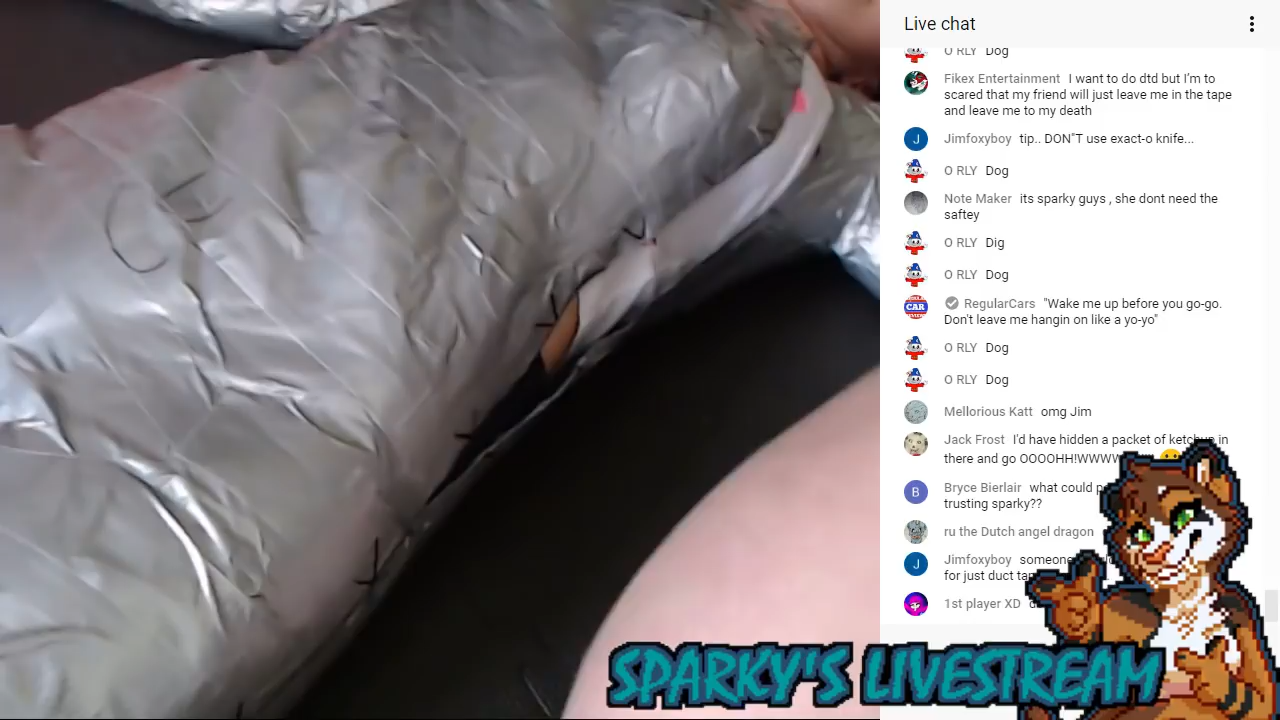 Live chat
O RLY Dog
Fikex Entertainment I want to do dtd but I'm to
scared that my friend will just leave me in the tape
and leave me to my death
Jimfoxyboy tip.. DON"T use exact-o knife...
O RLY Dog
Note Maker its sparky guys , she dont need the
saftey
O RLY Dig
O RLY Dog
RegularCars "Wake me up before you go-go.
Don't leave me hangin on like a yo-yo"
O RLY Dog
O RLY Dog
Mellorious Katt omg Jim
Jack Frost I'd have hidden a packet of ketchup in
there and go OOOOHH!WWWW
Bryce Bierlair what could
trusting sparky??
ru the Dutch angel dragon
Jimfoxyboy someone
for just duct
1st player XD
SPARKY'S LIVESTREAM